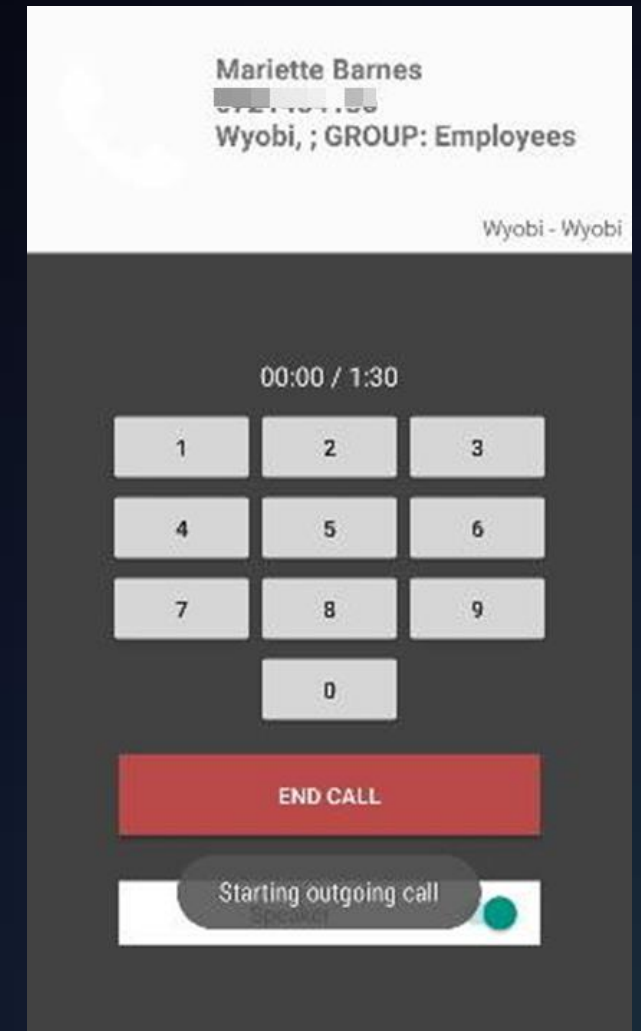 Mariette Barnes
Wyobi, ; GROUP: Employees
Wyobi - Wyobi
00:00 / 1:30
1 2 3
4 5 6
7 8 9
0
END CALL
Starting outgoing call
Speaker